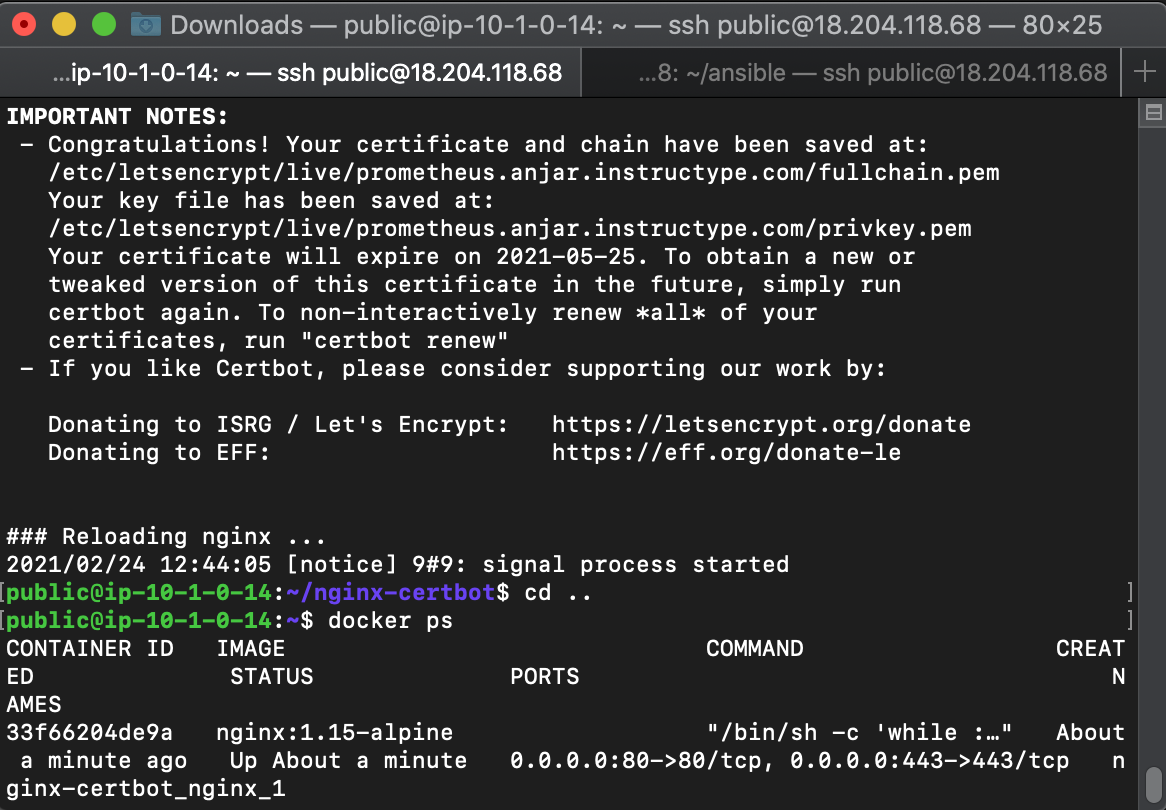 Downloads — public@ip-10-1-0-14: ~ — ssh public@18.204.118.68 — 80×25
...ip-10-1-0-14: ~ — ssh public@18.204.118.68
...8: ~/ansible — ssh public@18.204.118.68
IMPORTANT NOTES:
- Congratulations! Your certificate and chain have been saved at:
/etc/letsencrypt/live/prometheus.anjar.instructype.com/fullchain.pem
Your key file has been saved at:
/etc/letsencrypt/live/prometheus.anjar.instructype.com/privkey.pem
Your certificate will expire on 2021-05-25. To obtain a new or
tweaked version of this certificate in the future, simply run
certbot again. To non-interactively renew *all* of your
certificates, run "certbot renew"
- If you like Certbot, please consider supporting our work by:
Donating to ISRG / Let's Encrypt:   https://letsencrypt.org/donate
Donating to EFF:                    https://eff.org/donate-le
### Reloading nginx ...
2021/02/24 12:44:05 [notice] 9#9: signal process started
[public@ip-10-1-0-14:~/nginx-certbot$ cd .. ]
[public@ip-10-1-0-14:~$ docker ps ]
CONTAINER ID   IMAGE                              COMMAND                  CREAT
ED              STATUS              PORTS                                      N
AMES
33f66204de9a   nginx:1.15-alpine                  "/bin/sh -c 'while :…"   About
a minute ago   Up About a minute   0.0.0.0:80->80/tcp, 0.0.0.0:443->443/tcp   n
ginx-certbot_nginx_1